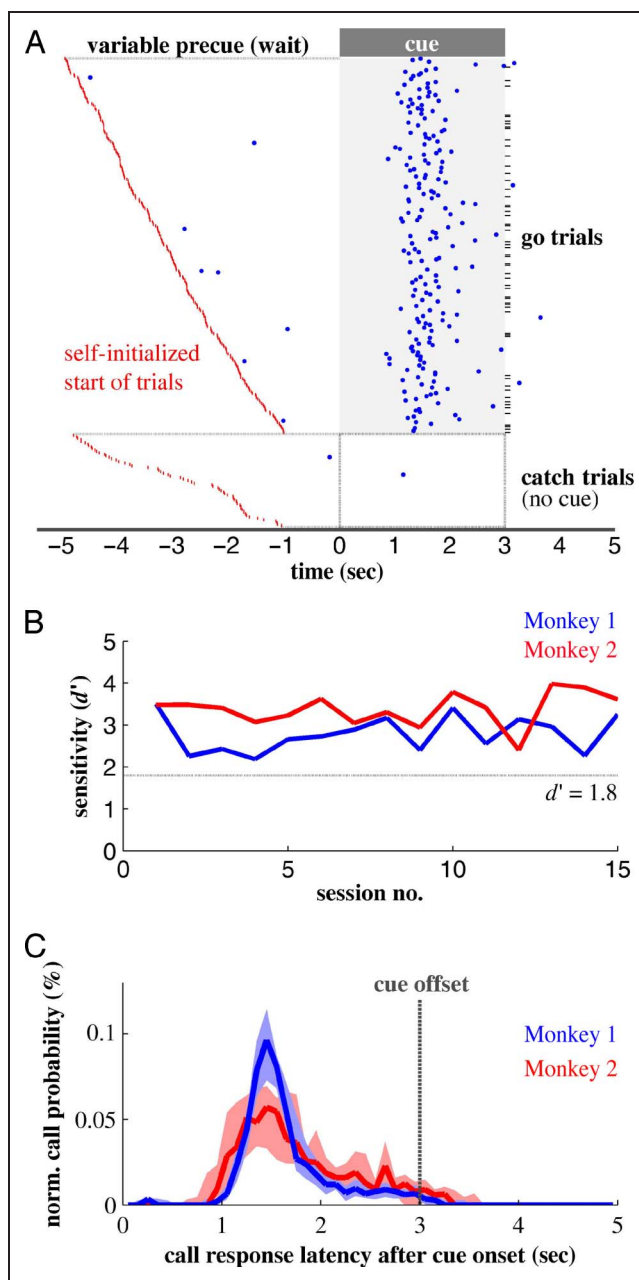 A
variable precue (wait)
cue
go trials
self-initialized
start of trials
catch trials
(no cue)
−5 −4 −3 −2 −1 0 1 2 3 4 5
time (sec)
B
Monkey 1
Monkey 2
5
4
3
2
1
0
sensitivity (d')
d' = 1.8
0 5 10 15
session no.
C
cue offset
norm. call probability (%)
0.1
0.05
0
Monkey 1
Monkey 2
0 1 2 3 4 5
call response latency after cue onset (sec)